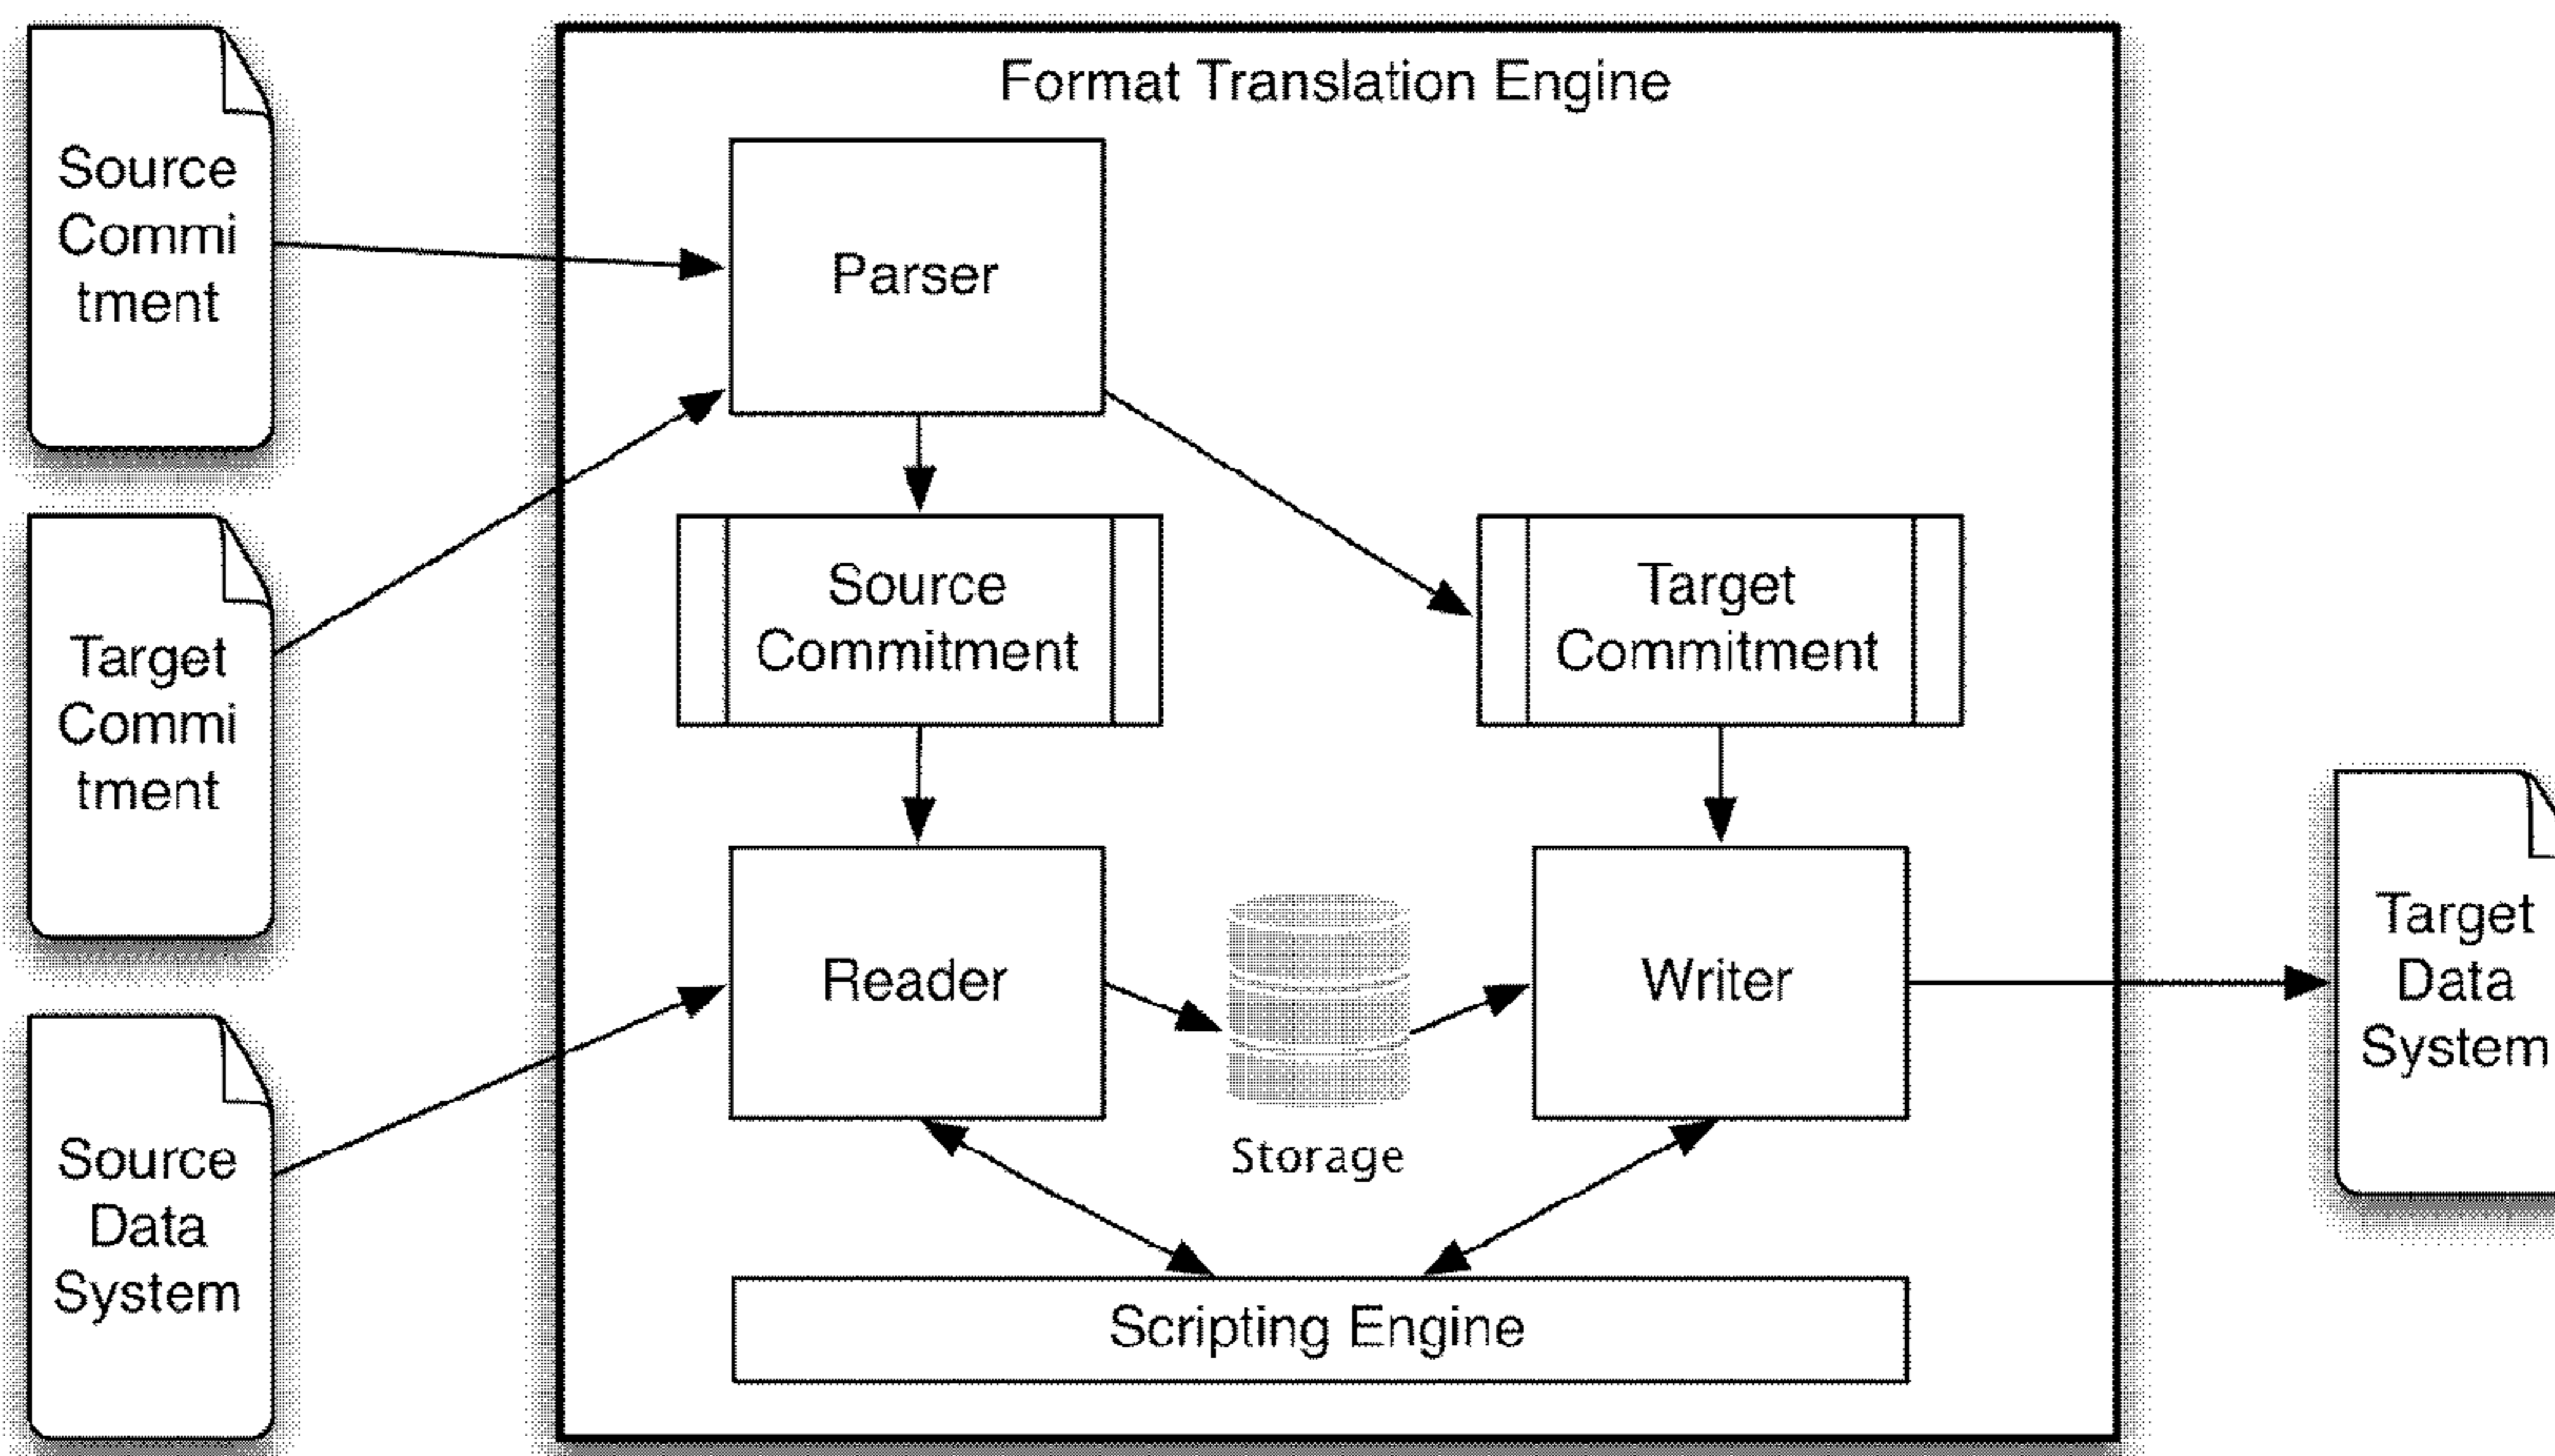 Format Translation Engine
Source
Commi
tment
Parser
Target
Commi
tment
Source
Commitment
Target
Commitment
Source
Data
System
Reader
Storage
Writer
Target
Data
System
Scripting Engine